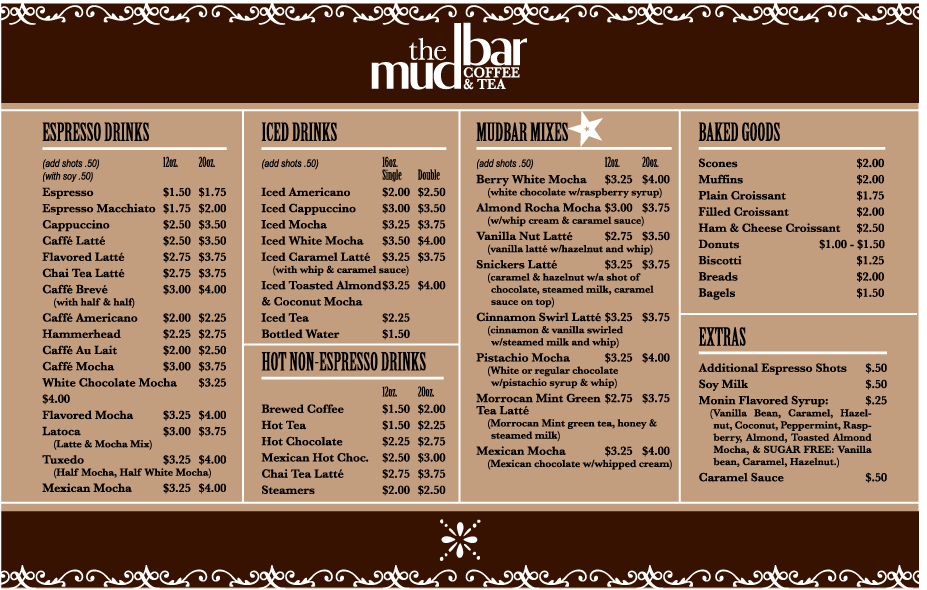 the mudbar
COFFEE
& TEA
ESPRESSO DRINKS
(add shots .50) 12oz. 20oz.
(with soy .50)
Espresso $1.50 $1.75
Espresso Macchiato $1.75 $2.00
Cappuccino $2.50 $3.50
Caffé Latté $2.50 $3.50
Flavored Latté $2.75 $3.75
Chai Tea Latté $2.75 $3.75
Caffé Brevé $3.00 $4.00
(with half & half)
Caffé Americano $2.00 $2.25
Hammerhead $2.25 $2.75
Caffé Au Lait $2.00 $2.50
Caffé Mocha $3.00 $3.75
White Chocolate Mocha $3.25
$4.00
Flavored Mocha $3.25 $4.00
Latoca $3.00 $3.75
(Latte & Mocha Mix)
Tuxedo $3.25 $4.00
(Half Mocha, Half White Mocha)
Mexican Mocha $3.25 $4.00
ICED DRINKS
(add shots .50) 16oz.
Single Double
Iced Americano $2.00 $2.50
Iced Cappuccino $3.00 $3.50
Iced Mocha $3.25 $3.75
Iced White Mocha $3.50 $4.00
Iced Caramel Latté $3.25 $3.75
(with whip & caramel sauce)
Iced Toasted Almond $3.25 $4.00
& Coconut Mocha
Iced Tea $2.25
Bottled Water $1.50
HOT NON-ESPRESSO DRINKS
12oz. 20oz.
Brewed Coffee $1.50 $2.00
Hot Tea $1.50 $2.25
Hot Chocolate $2.25 $2.75
Mexican Hot Choc. $2.50 $3.00
Chai Tea Latté $2.75 $3.75
Steamers $2.00 $2.50
MUDBAR MIXES
(add shots .50) 12oz. 20oz.
Berry White Mocha $3.25 $4.00
(white chocolate w/raspberry syrup)
Almond Rocha Mocha $3.00 $3.75
(w/whip cream & caramel sauce)
Vanilla Nut Latté $2.75 $3.50
(vanilla latté w/hazelnut and whip)
Snickers Latté $3.25 $3.75
(caramel & hazelnut w/a shot of
chocolate, steamed milk, caramel
sauce on top)
Cinnamon Swirl Latté $3.25 $3.75
(cinnamon & vanilla swirled
w/steamed milk and whip)
Pistachio Mocha $3.25 $4.00
(White or regular chocolate
w/pistachio syrup & whip)
Morrocan Mint Green $2.75 $3.75
Tea Latté
(Morrocan Mint green tea, honey &
steamed milk)
Mexican Mocha $3.25 $4.00
(Mexican chocolate w/whipped cream)
BAKED GOODS
Scones $2.00
Muffins $2.00
Plain Croissant $1.75
Filled Croissant $2.00
Ham & Cheese Croissant $2.50
Donuts $1.00 - $1.50
Biscotti $1.25
Breads $2.00
Bagels $1.50
EXTRAS
Additional Espresso Shots $.50
Soy Milk $.50
Monin Flavored Syrup: $.25
(Vanilla Bean, Caramel, Hazel-
nut, Coconut, Peppermint, Rasp-
berry, Almond, Toasted Almond
Mocha, & SUGAR FREE: Vanilla
bean, Caramel, Hazelnut.)
Caramel Sauce $.50